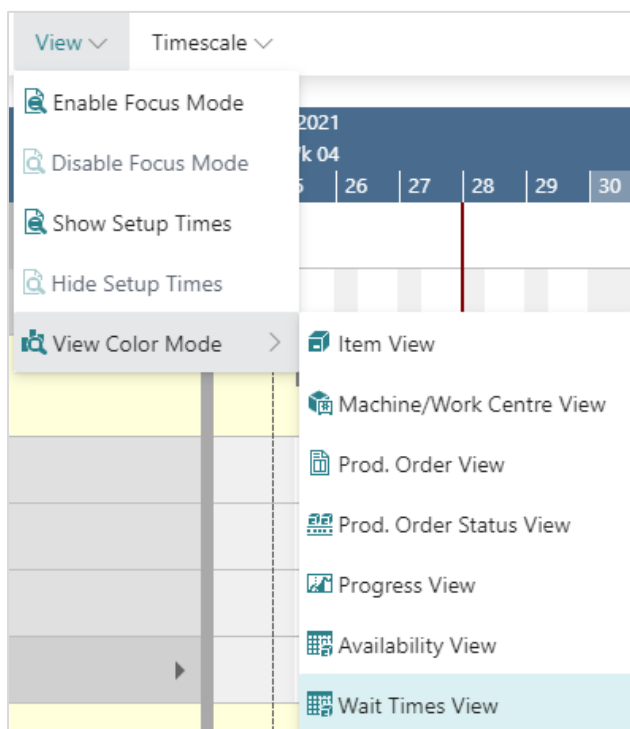 View Timescale
Enable Focus Mode
2021
Disable Focus Mode
k 04
26 27 28 29 30
Show Setup Times
Hide Setup Times
View Color Mode
Item View
Machine/Work Centre View
Prod. Order View
Prod. Order Status View
Progress View
Availability View
Wait Times View